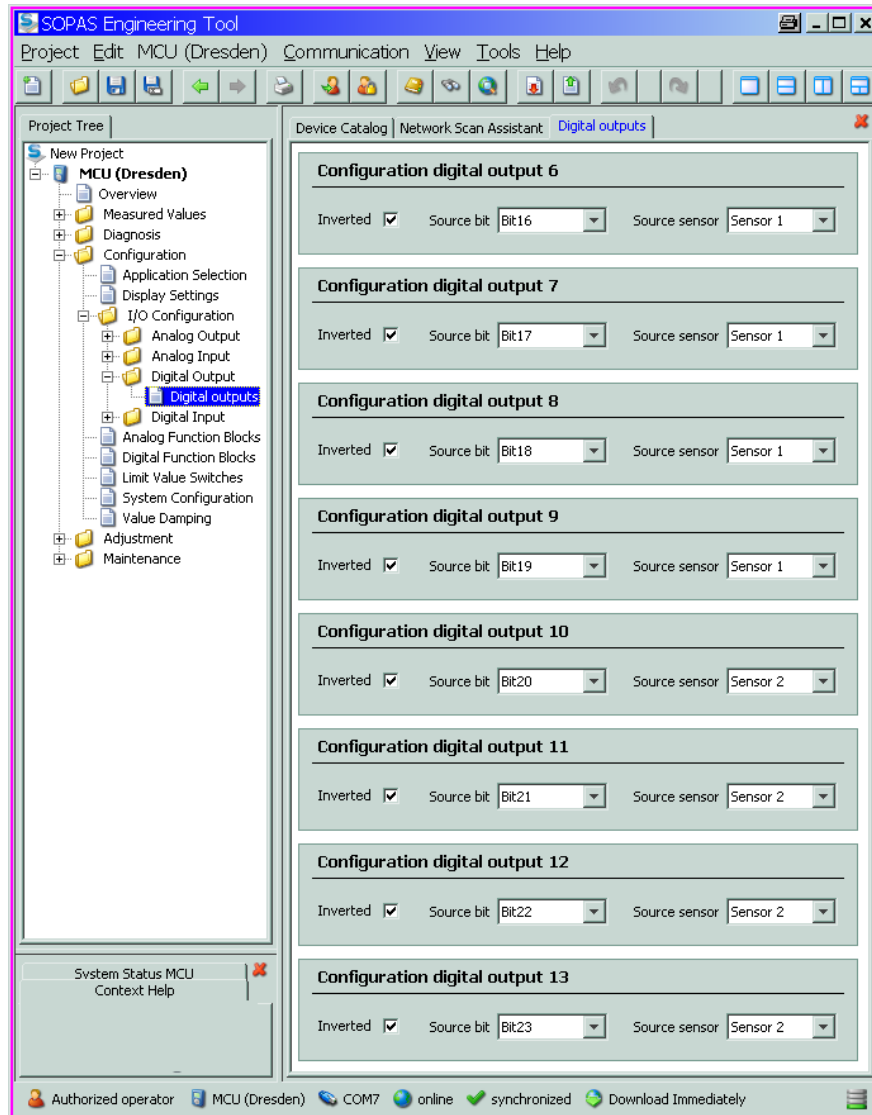 SOPAS Engineering Tool
Project Edit MCU (Dresden) Communication View Tools Help
Project Tree
New Project
MCU (Dresden)
Overview
Measured Values
Diagnosis
Configuration
Application Selection
Display Settings
I/O Configuration
Analog Output
Analog Input
Digital Output
Digital outputs
Digital Input
Analog Function Blocks
Digital Function Blocks
Limit Value Switches
System Configuration
Value Damping
Adjustment
Maintenance
System Status MCU
Context Help
Device Catalog Network Scan Assistant Digital outputs
Configuration digital output 6
Inverted Source bit Bit16 Source sensor Sensor 1
Configuration digital output 7
Inverted Source bit Bit17 Source sensor Sensor 1
Configuration digital output 8
Inverted Source bit Bit18 Source sensor Sensor 1
Configuration digital output 9
Inverted Source bit Bit19 Source sensor Sensor 1
Configuration digital output 10
Inverted Source bit Bit20 Source sensor Sensor 2
Configuration digital output 11
Inverted Source bit Bit21 Source sensor Sensor 2
Configuration digital output 12
Inverted Source bit Bit22 Source sensor Sensor 2
Configuration digital output 13
Inverted Source bit Bit23 Source sensor Sensor 2
Authorized operator MCU (Dresden) COM7 online synchronized Download Immediately